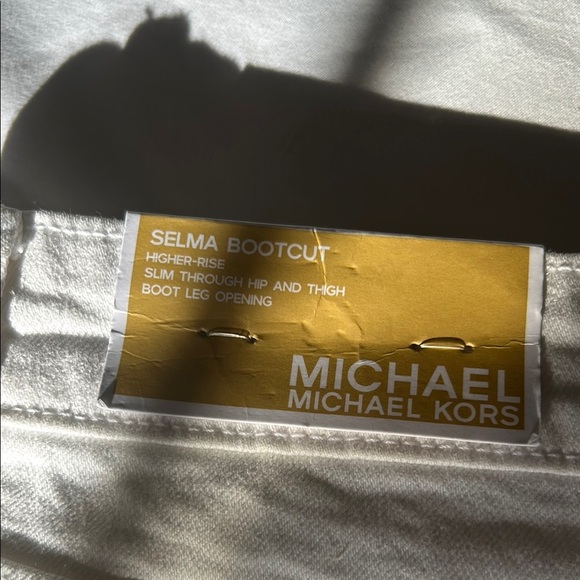 SELMA BOOTCUT
HIGHER-RISE
SLIM THROUGH HIP AND THIGH
BOOT LEG OPENING
MICHAEL
MICHAEL KORS